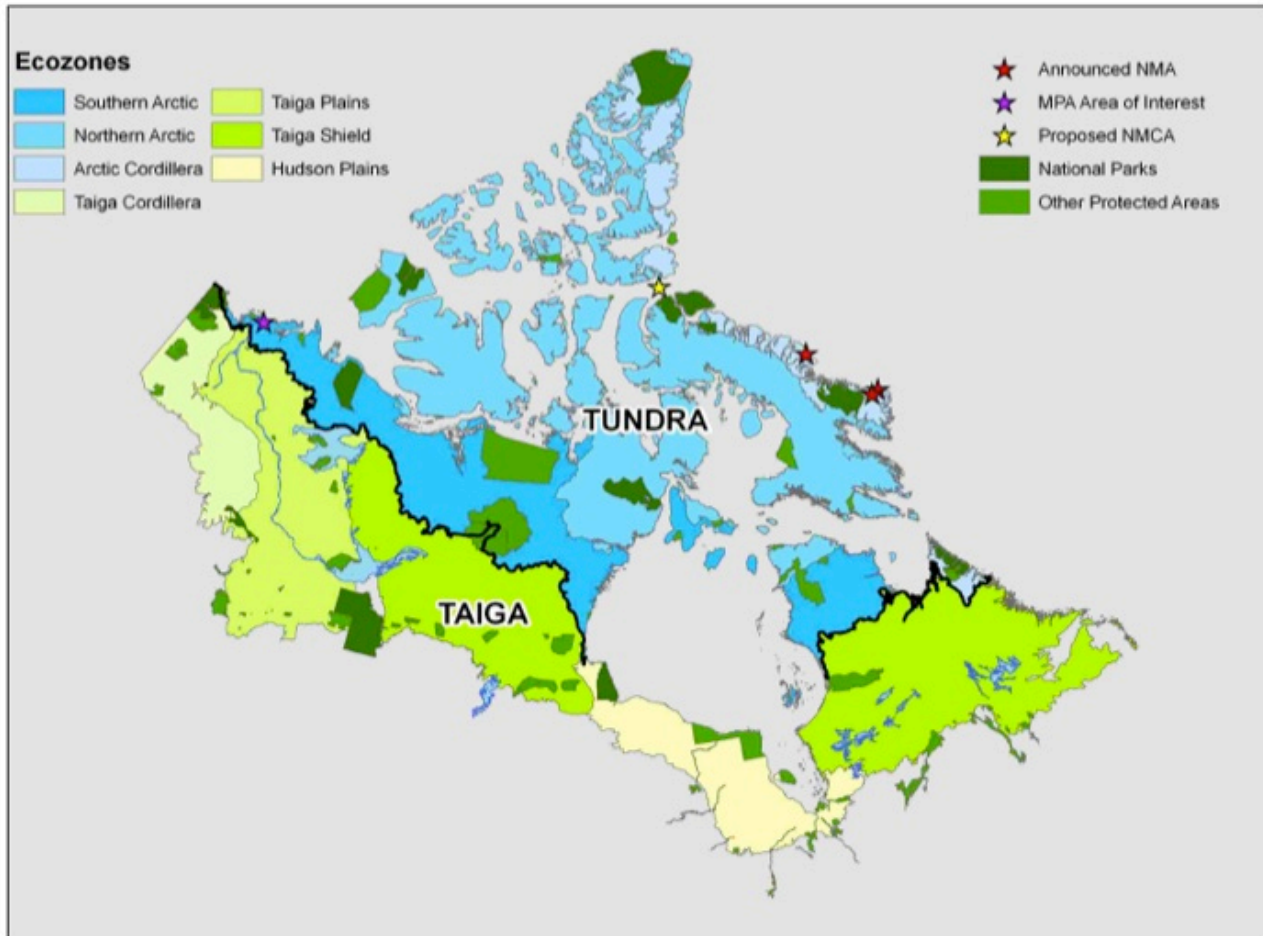 Ecozones
Southern Arctic
Northern Arctic
Arctic Cordillera
Taiga Cordillera
Taiga Plains
Taiga Shield
Hudson Plains
Announced NMA
MPA Area of Interest
Proposed NMCA
National Parks
Other Protected Areas
TUNDRA
TAIGA